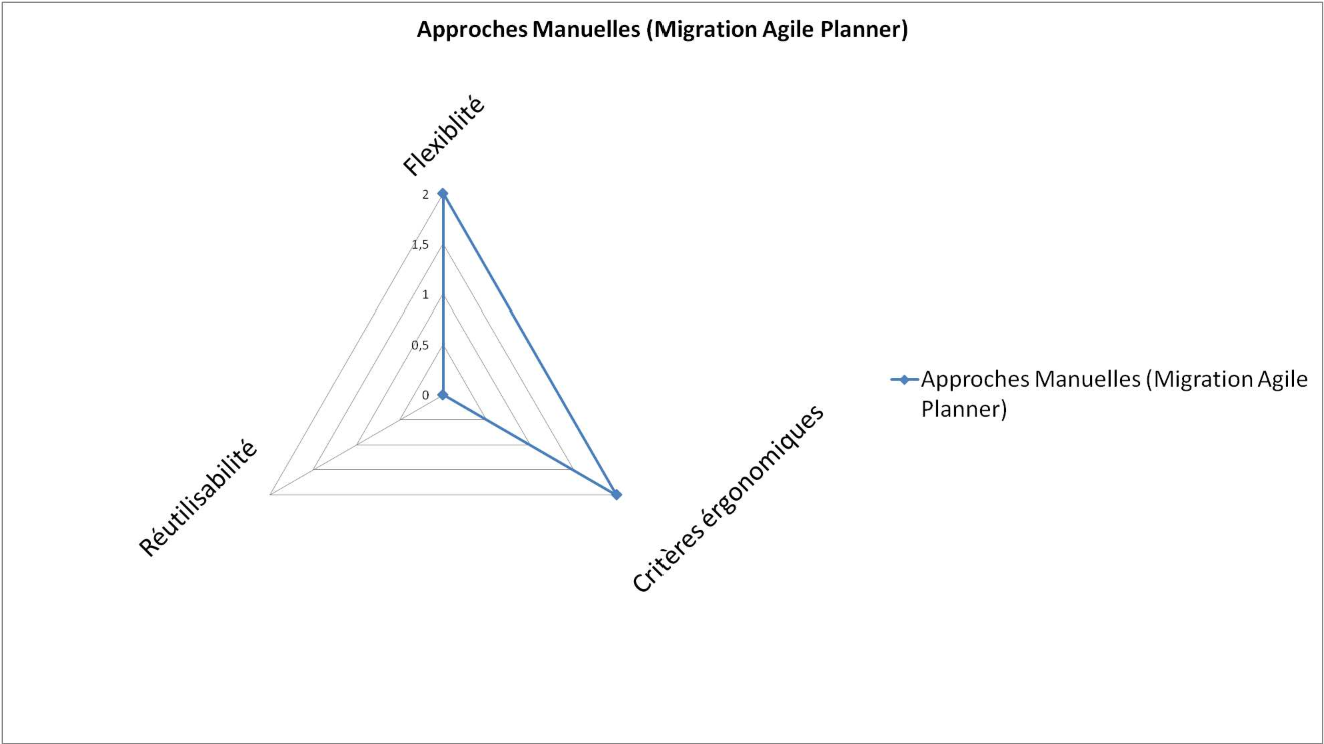 Approches Manuelles (Migration Agile Planner)
Flexiblité
2
1,5
1
0,5
0
Approches Manuelles (Migration Agile
Planner)
Réutilisabilité
Critères érgonomiques